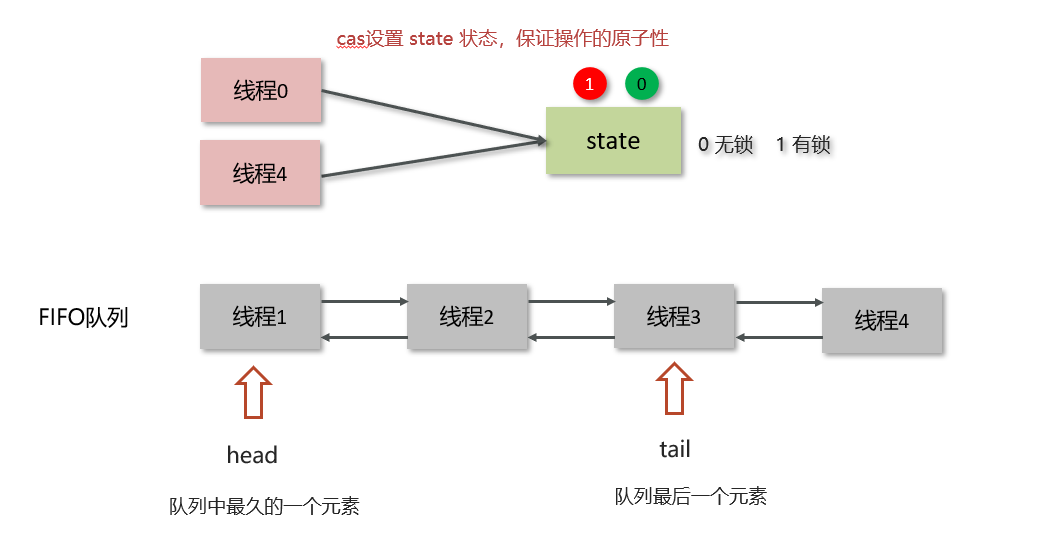 cas设置 state 状态，保证操作的原子性
线程0
1
0
线程4
state
0 无锁 1 有锁
FIFO队列
线程1
线程2
线程3
线程4
head
tail
队列中最久的一个元素
队列最后一个元素